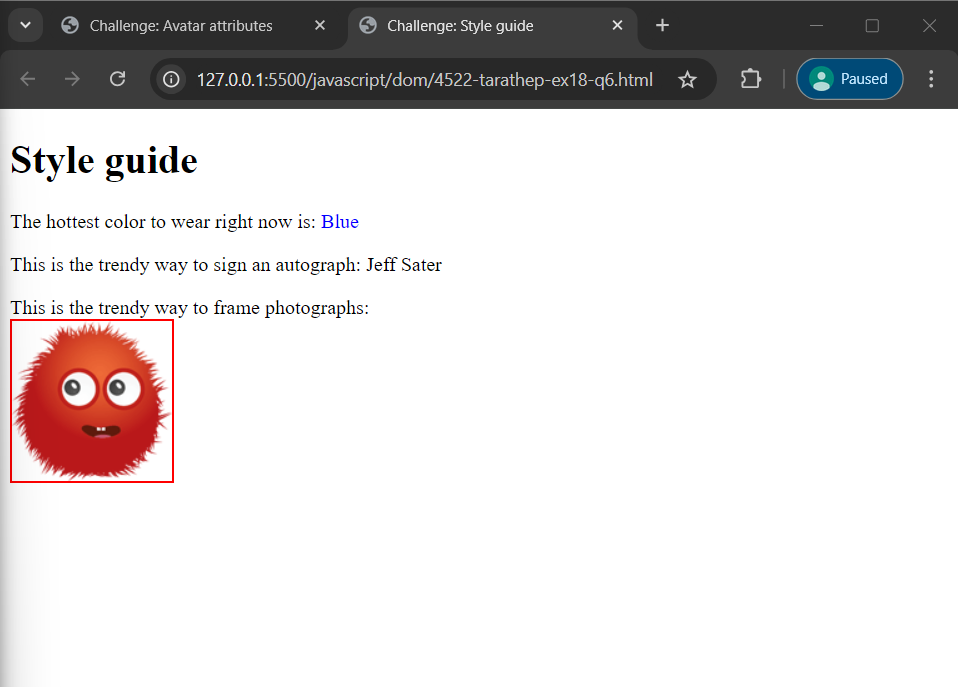 Challenge: Avatar attributes
Challenge: Style guide
127.0.0.1:5500/javascript/dom/4522-tarathep-ex18-q6.html
Paused
Style guide
The hottest color to wear right now is: Blue
This is the trendy way to sign an autograph: Jeff Sater
This is the trendy way to frame photographs: